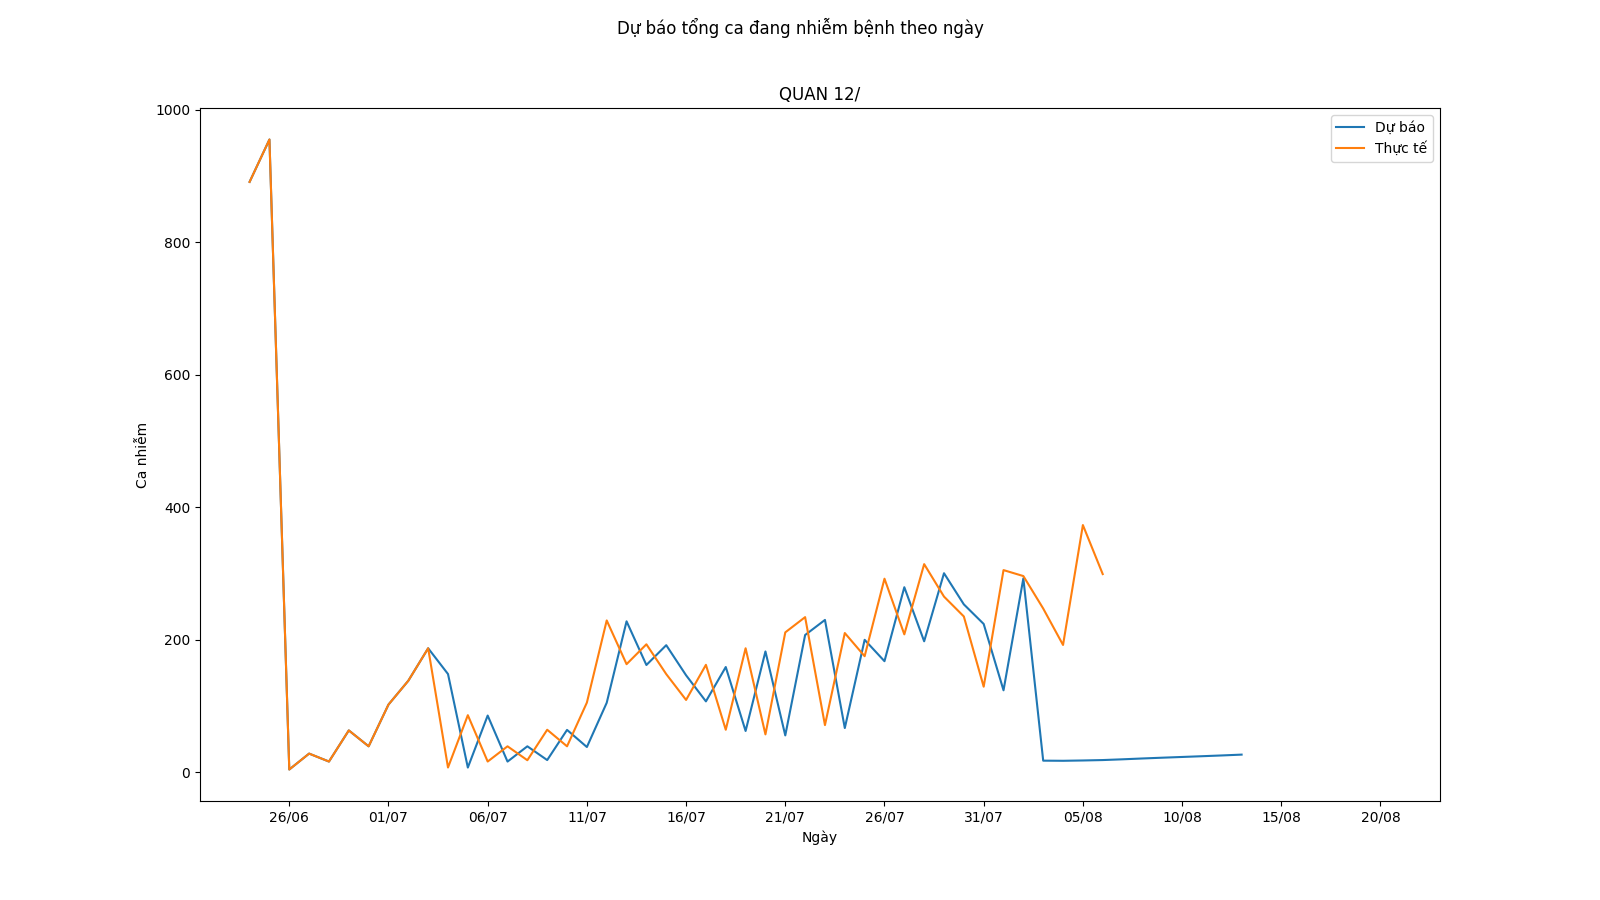 Dự báo tổng ca đang nhiễm bệnh theo ngày
QUAN 12/
1000
800
600
400
200
0
Ca nhiễm
Dự báo
Thực tế
26/06 01/07 06/07 11/07 16/07 21/07 26/07 31/07 05/08 10/08 15/08 20/08
Ngày